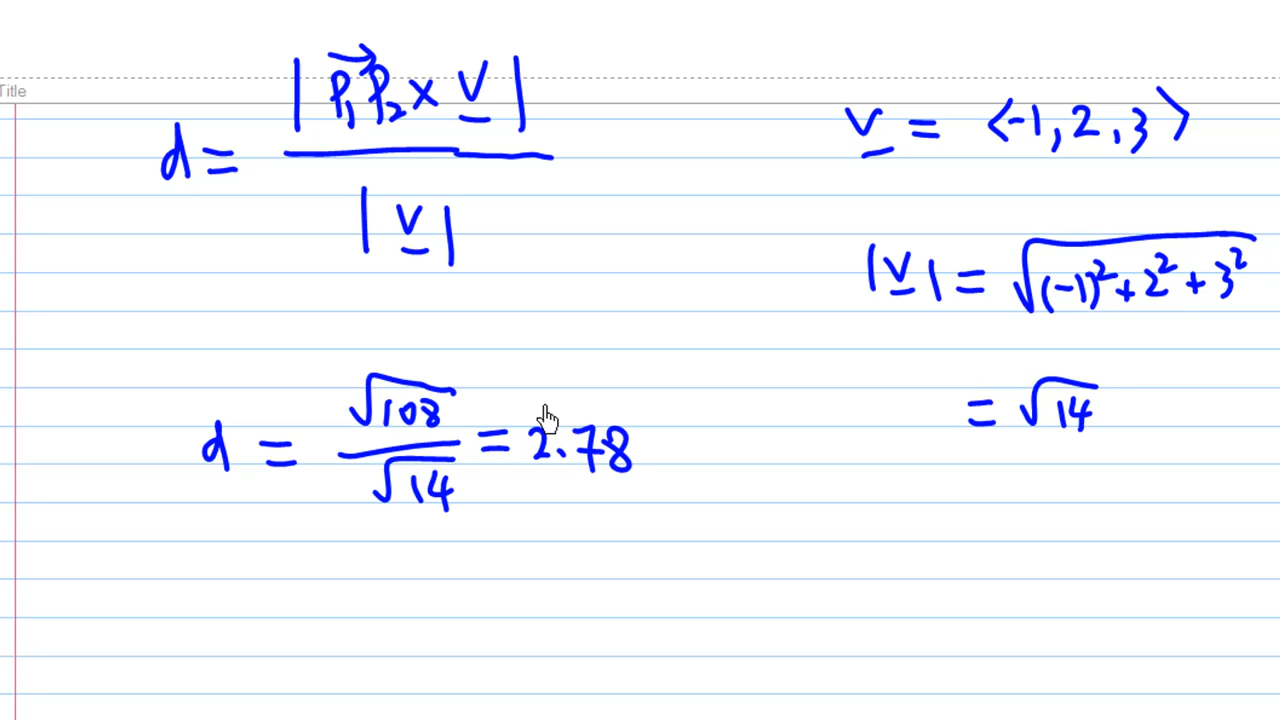 Title
d = |P₁P₂⃗ × v̲| / |v̲|
v̲ = <-1, 2, 3>
|v̲| = √((-1)² + 2² + 3²)
= √14
d = √108 / √14 = 2.78